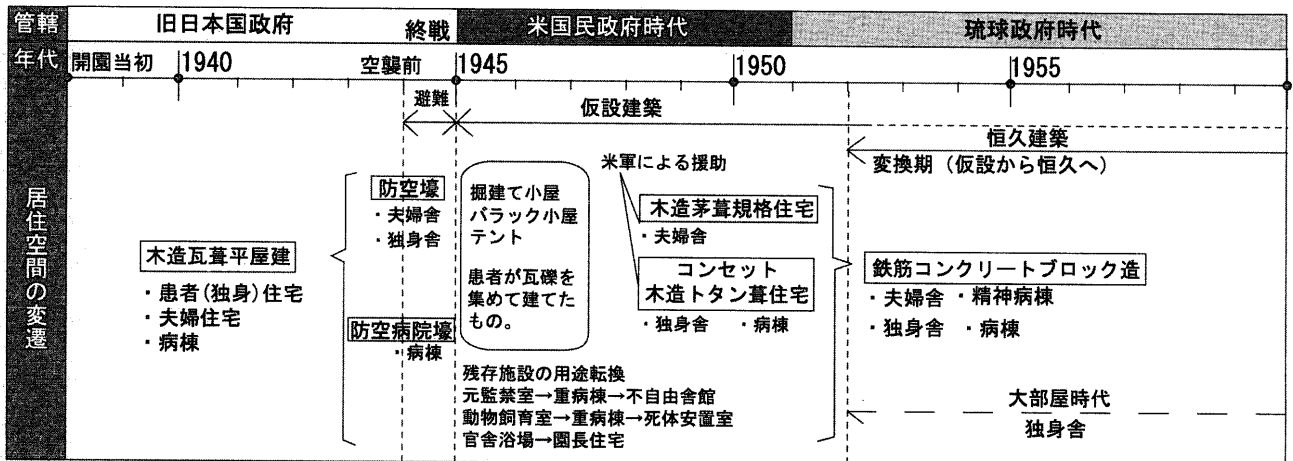 管轄 旧日本国政府 終戦 米国民政府時代 琉球政府時代
年代 開園当初 1940 空襲前 1945 1950 1955
避難
仮設建築
恒久建築
変換期（仮設から恒久へ）
居住空間の変遷
木造瓦葺平屋建
・患者(独身)住宅
・夫婦住宅
・病棟
防空壕
・夫婦舎
・独身舎
防空病院壕
・病棟
掘建て小屋
バラック小屋
テント
患者が瓦礫を
集めて建てた
もの。
残存施設の用途転換
元監禁室→重病棟→不自由舎館
動物飼育室→重病棟→死体安置室
官舎浴場→園長住宅
米軍による援助
木造茅葺規格住宅
・夫婦舎
コンセット
木造トタン葺住宅
・独身舎 ・病棟
鉄筋コンクリートブロック造
・夫婦舎 ・精神病棟
・独身舎 ・病棟
大部屋時代
独身舎